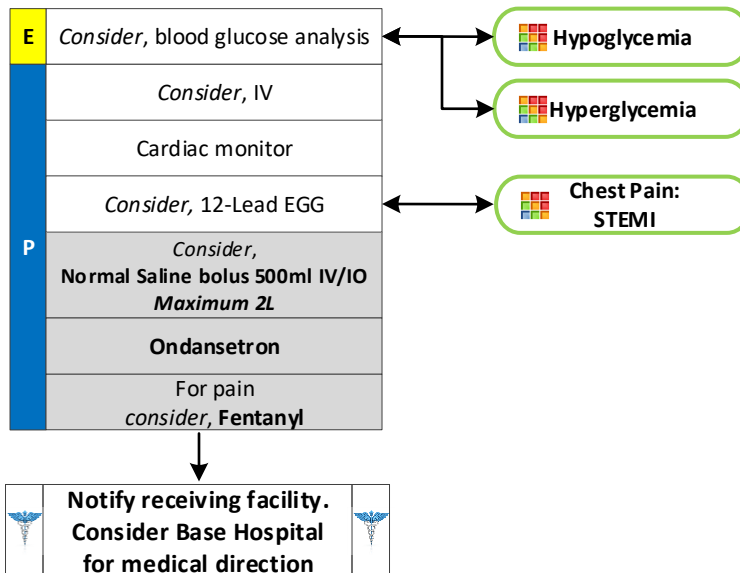 E
Consider, blood glucose analysis
Hypoglycemia
Hyperglycemia
P
Consider, IV
Cardiac monitor
Consider, 12-Lead EGG
Chest Pain:
STEMI
Consider,
Normal Saline bolus 500ml IV/IO
Maximum 2L
Ondansetron
For pain
consider, Fentanyl
Notify receiving facility.
Consider Base Hospital
for medical direction